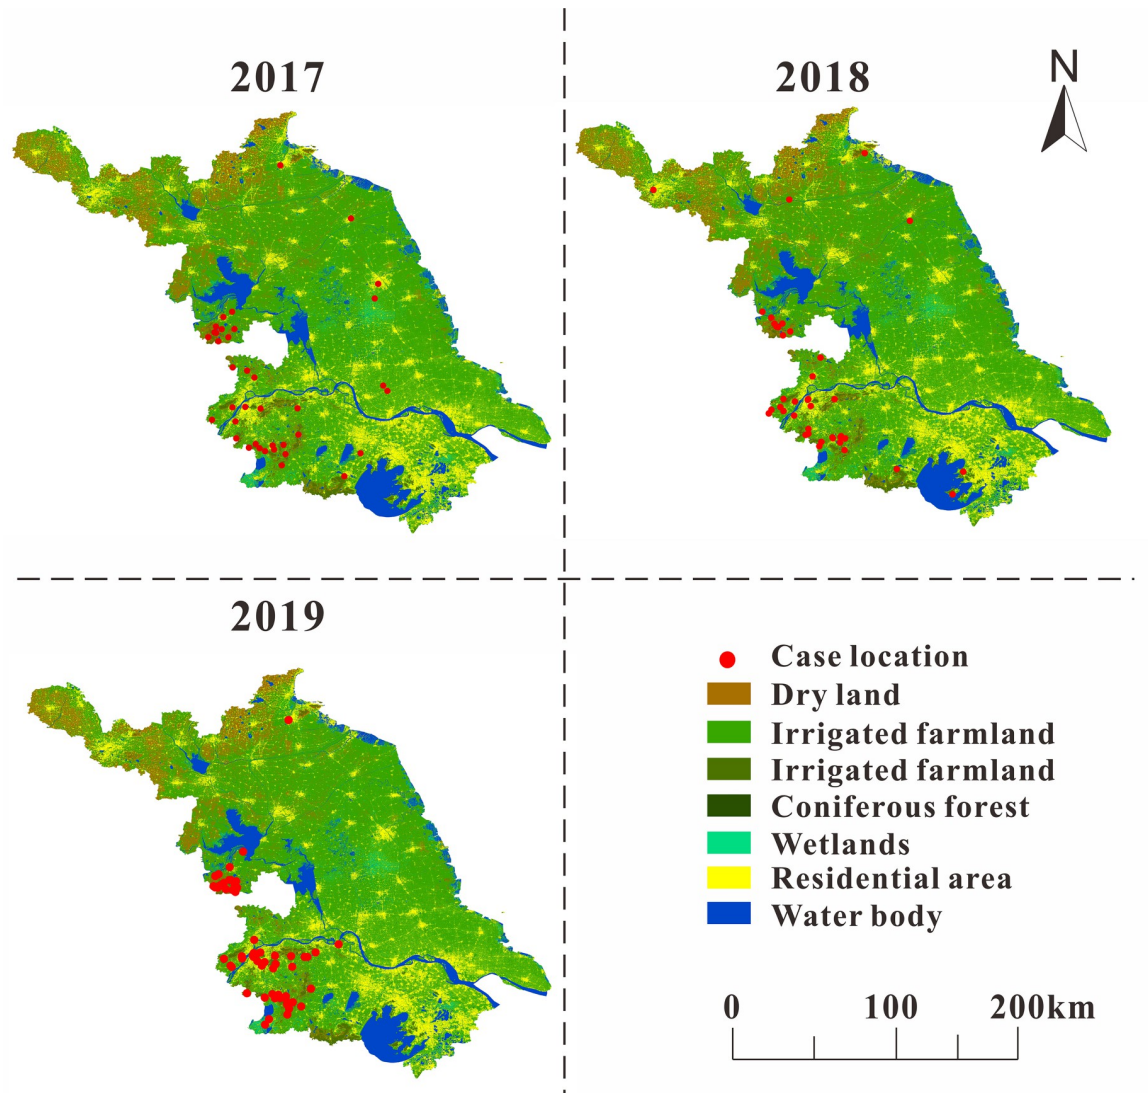 2017
2018
N
2019
Case location
Dry land
Irrigated farmland
Irrigated farmland
Coniferous forest
Wetlands
Residential area
Water body
0 100 200km